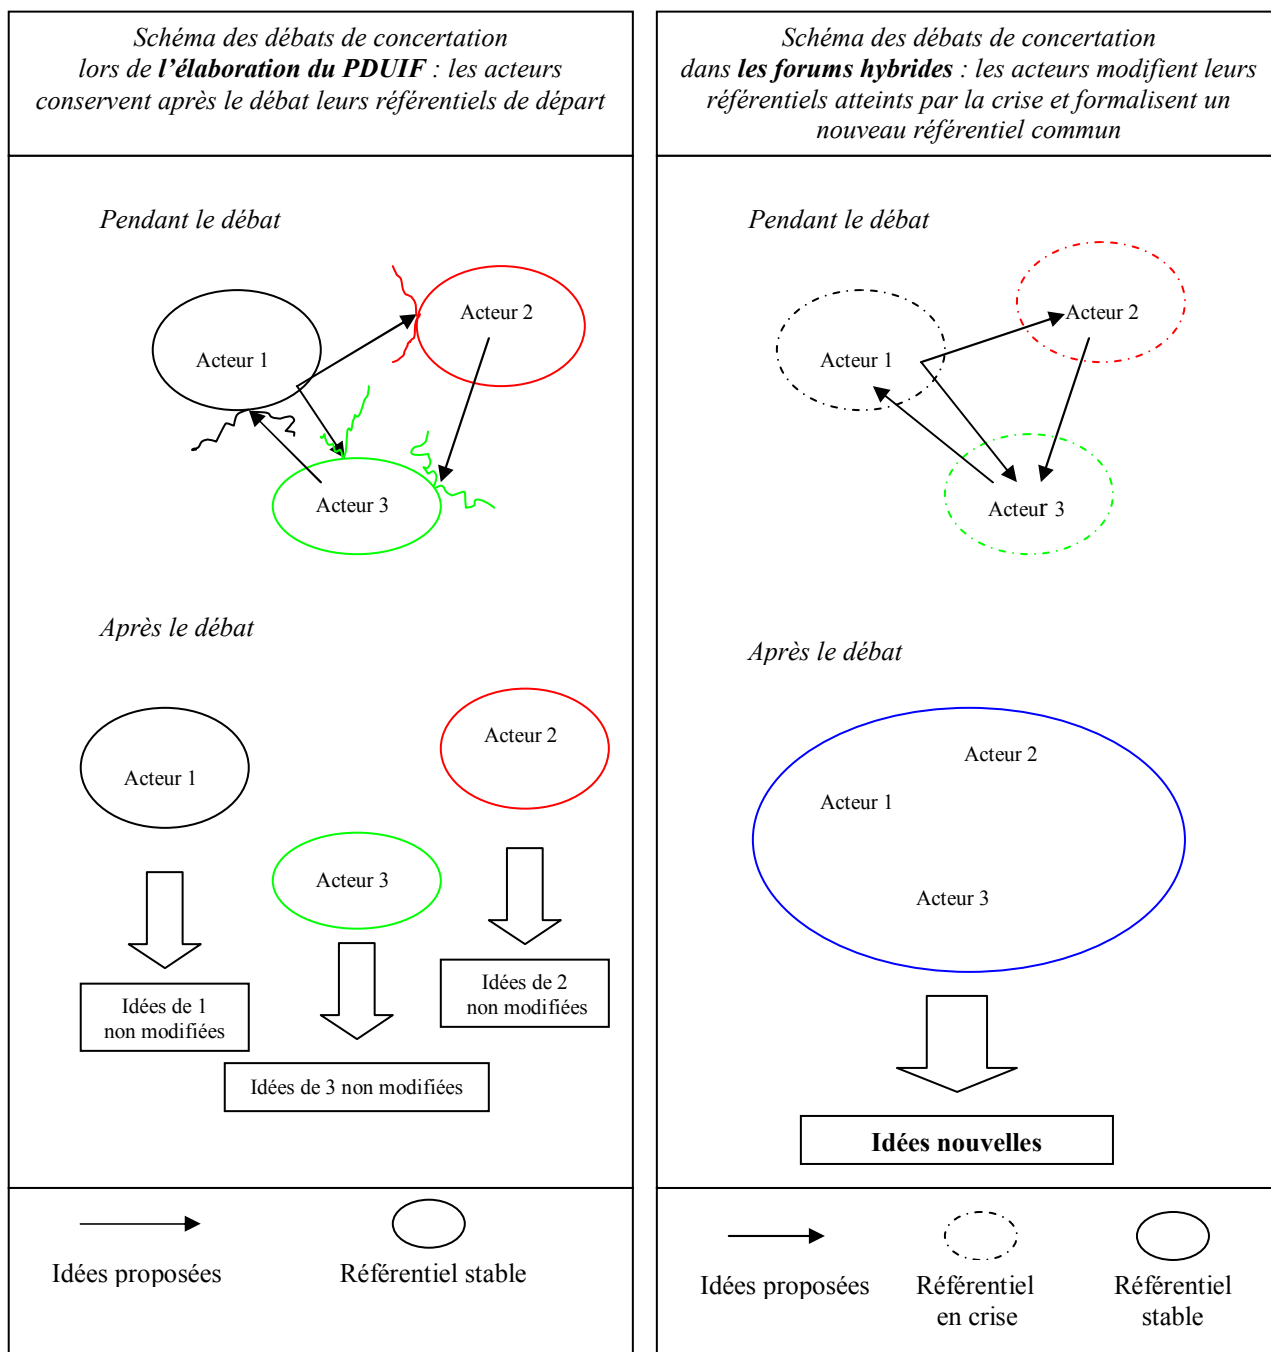 Schéma des débats de concertation
lors de l'élaboration du PDUIF : les acteurs
conservent après le débat leurs référentiels de départ
Pendant le débat
Acteur 2
Acteur 1
Acteur 3
Après le débat
Acteur 2
Acteur 1
Acteur 3
Idées de 2
non modifiées
Idées de 1
non modifiées
Idées de 3 non modifiées
Idées proposées
Référentiel stable
Schéma des débats de concertation
dans les forums hybrides : les acteurs modifient leurs
référentiels atteints par la crise et formalisent un
nouveau référentiel commun
Pendant le débat
Acteur 2
Acteur 1
Acteur 3
Après le débat
Acteur 2
Acteur 1
Acteur 3
Idées nouvelles
Idées proposées
Référentiel
en crise
Référentiel
stable